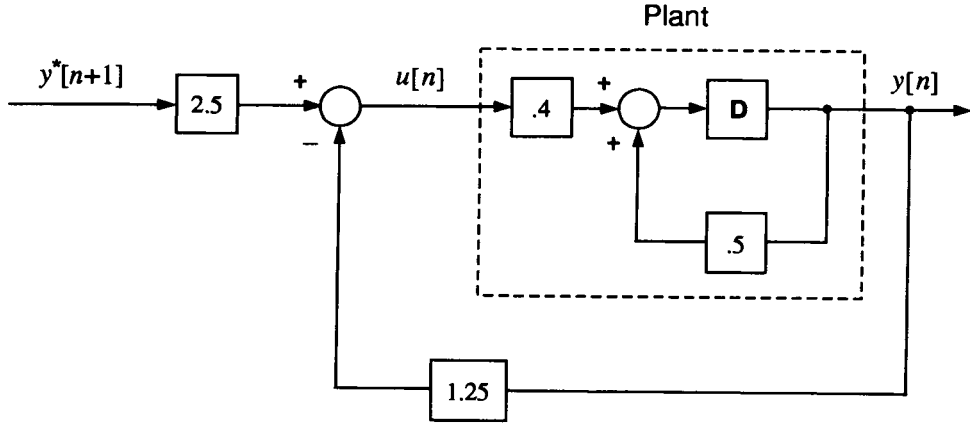 Plant
y*[n+1]
2.5
+
−
u[n]
.4
+
+
D
y[n]
.5
1.25